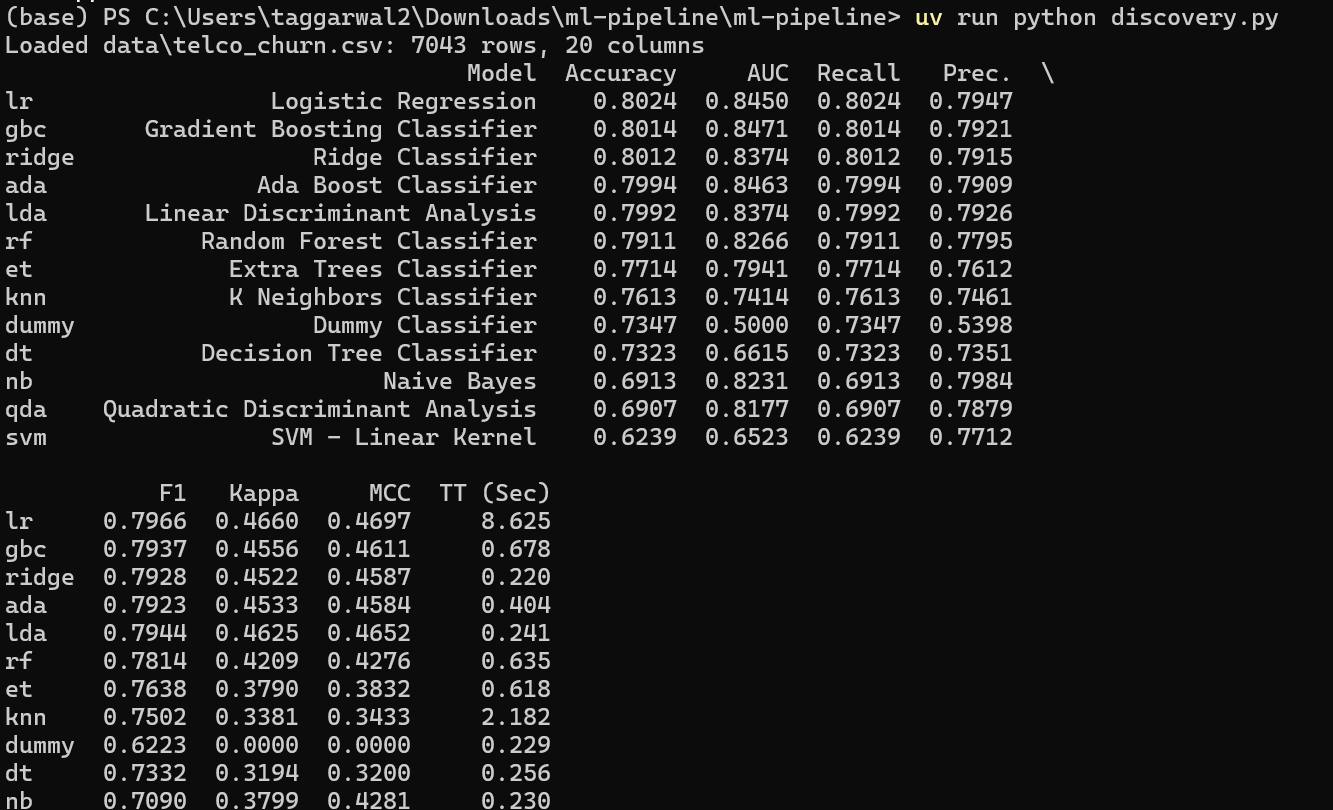 (base) PS C:\Users\taggarwal2\Downloads\ml-pipeline\ml-pipeline> uv run python discovery.py
Loaded data\telco_churn.csv: 7043 rows, 20 columns
Model Accuracy AUC Recall Prec. \
lr Logistic Regression 0.8024 0.8450 0.8024 0.7947
gbc Gradient Boosting Classifier 0.8014 0.8471 0.8014 0.7921
ridge Ridge Classifier 0.8012 0.8374 0.8012 0.7915
ada Ada Boost Classifier 0.7994 0.8463 0.7994 0.7909
lda Linear Discriminant Analysis 0.7992 0.8374 0.7992 0.7926
rf Random Forest Classifier 0.7911 0.8266 0.7911 0.7795
et Extra Trees Classifier 0.7714 0.7941 0.7714 0.7612
knn K Neighbors Classifier 0.7613 0.7414 0.7613 0.7461
dummy Dummy Classifier 0.7347 0.5000 0.7347 0.5398
dt Decision Tree Classifier 0.7323 0.6615 0.7323 0.7351
nb Naive Bayes 0.6913 0.8231 0.6913 0.7984
qda Quadratic Discriminant Analysis 0.6907 0.8177 0.6907 0.7879
svm SVM - Linear Kernel 0.6239 0.6523 0.6239 0.7712
F1 Kappa MCC TT (Sec)
lr 0.7966 0.4660 0.4697 8.625
gbc 0.7937 0.4556 0.4611 0.678
ridge 0.7928 0.4522 0.4587 0.220
ada 0.7923 0.4533 0.4584 0.404
lda 0.7944 0.4625 0.4652 0.241
rf 0.7814 0.4209 0.4276 0.635
et 0.7638 0.3790 0.3832 0.618
knn 0.7502 0.3381 0.3433 2.182
dummy 0.6223 0.0000 0.0000 0.229
dt 0.7332 0.3194 0.3200 0.256
nb 0.7090 0.3799 0.4281 0.230